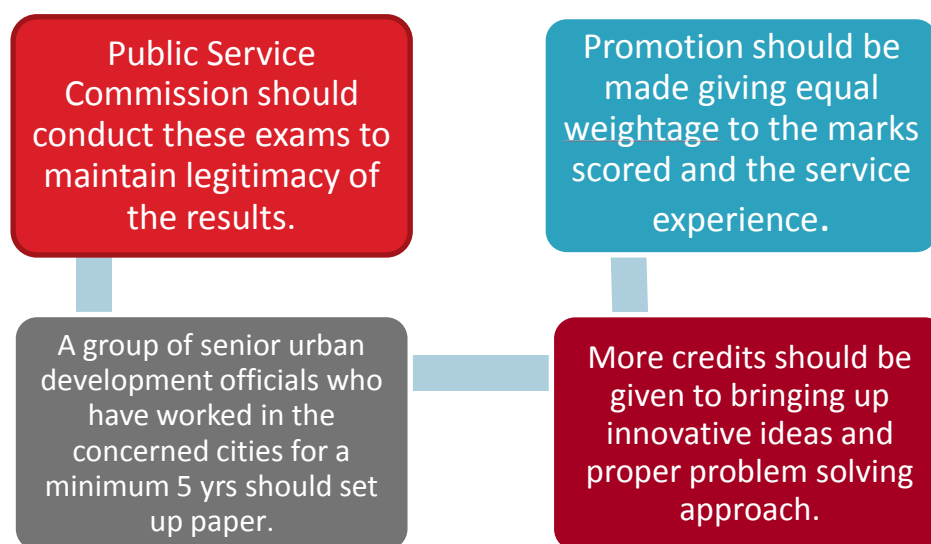 Public Service
Commission should
conduct these exams to
maintain legitimacy of
the results.
A group of senior urban
development officials who
have worked in the
concerned cities for a
minimum 5 yrs should set
up paper.
More credits should be
given to bringing up
innovative ideas and
proper problem solving
approach.
Promotion should be
made giving equal
weightage to the marks
scored and the service
experience.